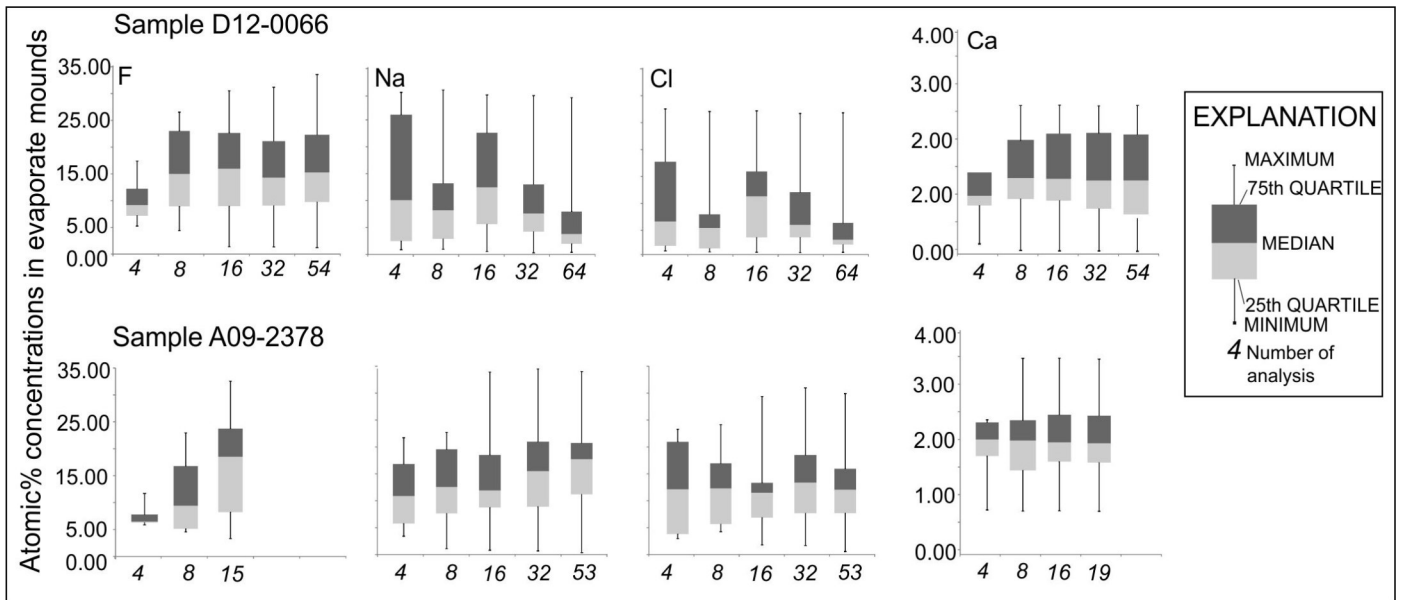 Sample D12-0066
Atomic% concentrations in evaporate mounds
F
35.00
25.00
15.00
5.00
0.00
4 8 16 32 54
Na
4 8 16 32 64
Cl
4 8 16 32 64
Ca
4.00
3.00
2.00
2.00
0.00
4 8 16 32 54
EXPLANATION
MAXIMUM
75th QUARTILE
MEDIAN
25th QUARTILE
MINIMUM
4 Number of
analysis
Sample A09-2378
35.00
25.00
15.00
5.00
0.00
4 8 15
4 8 16 32 53
4 8 16 32 53
4.00
3.00
2.00
1.00
0.00
4 8 16 19